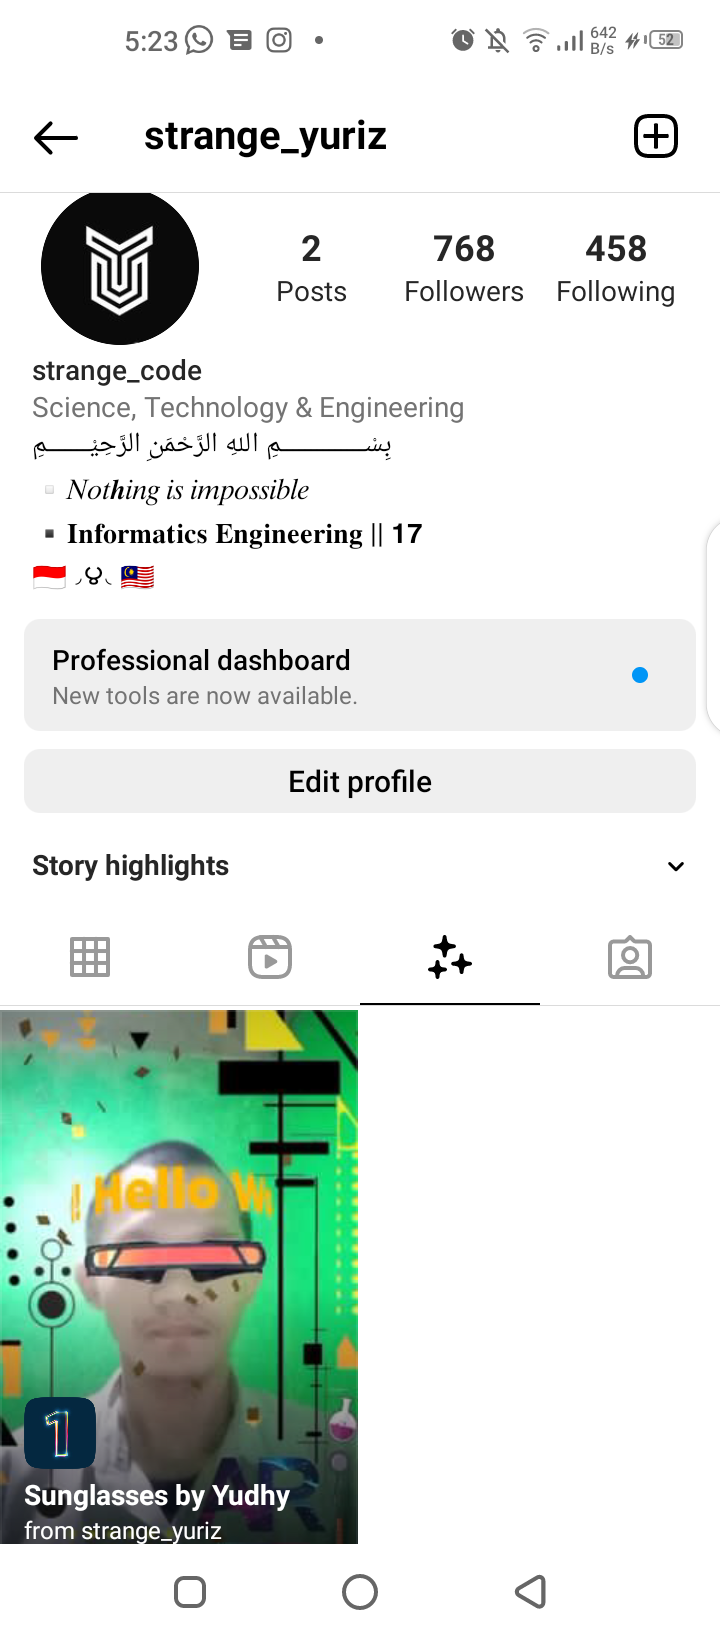 5:23
642
B/s
52
strange_yuriz
2 768 458
Posts Followers Following
strange_code
Science, Technology & Engineering
بِسْــــــــــــــــمِ اللهِ الرَّحْمَنِ الرَّحِيْـــــــمِ
▫️ Nothing is impossible
▪️ Informatics Engineering || 17
🇮🇩 ◞🝳◟ 🇲🇾
Professional dashboard
New tools are now available.
Edit profile
Story highlights
Hello W
AR
1
Sunglasses by Yudhy
from strange_yuriz